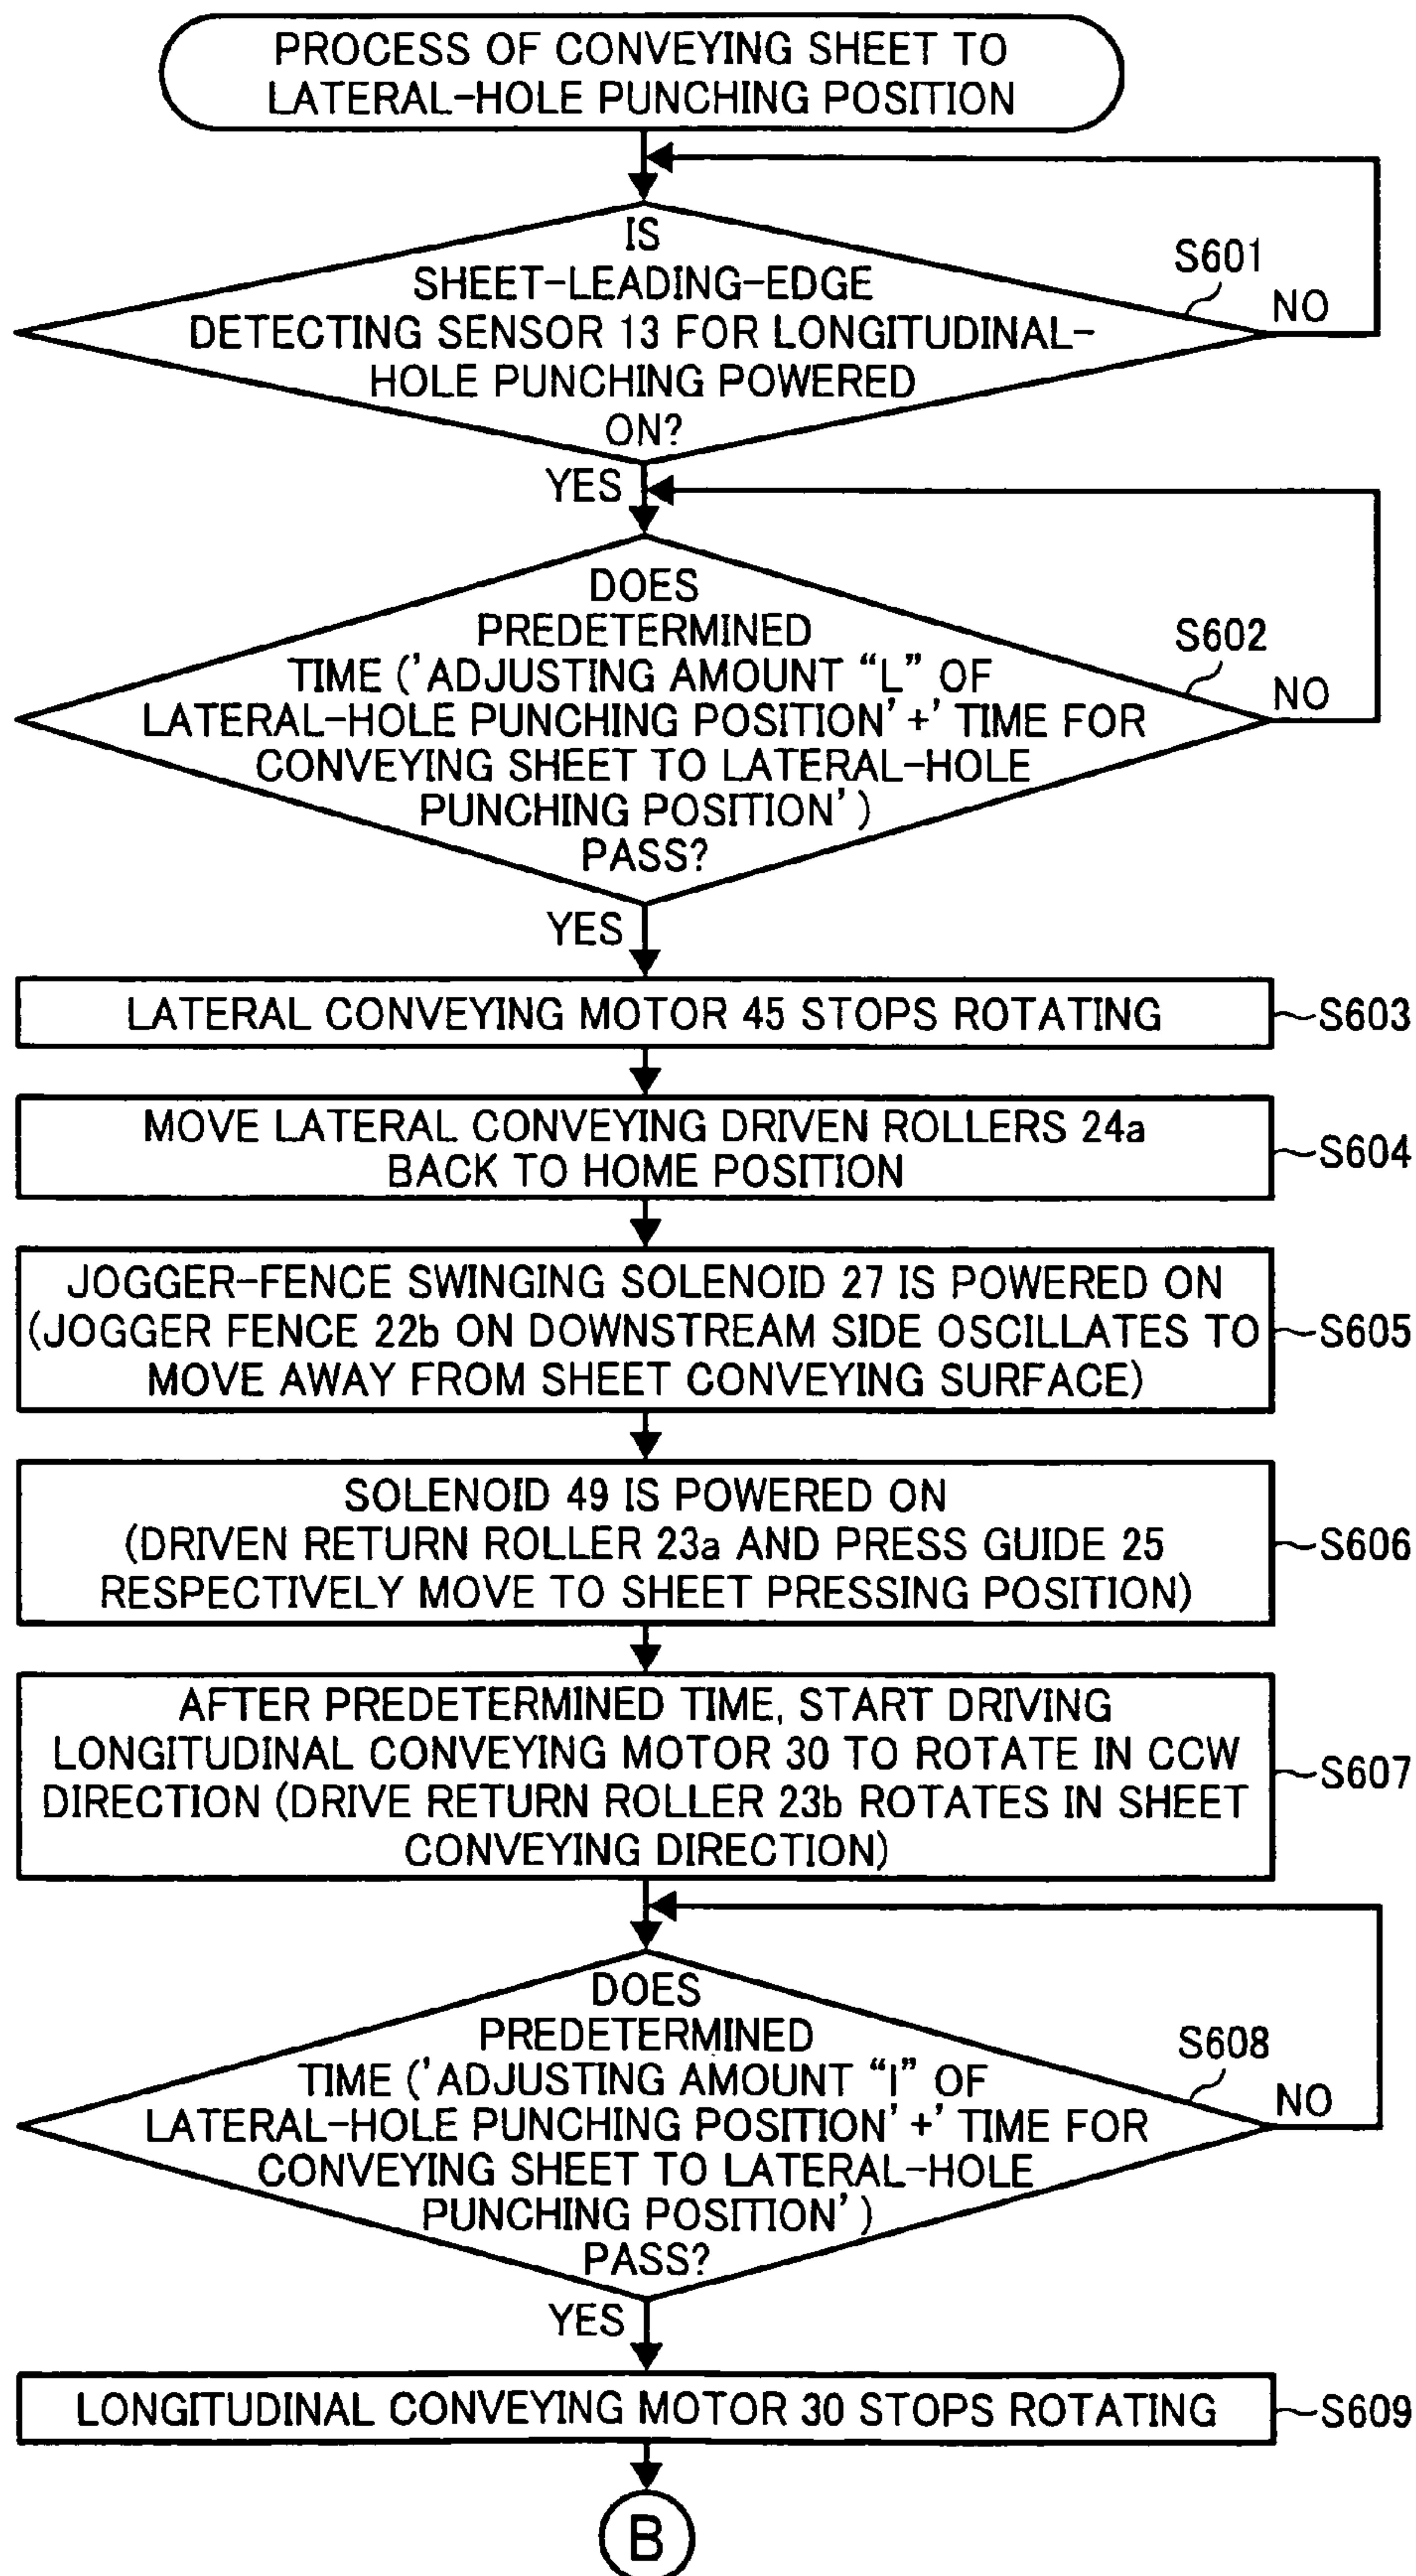 PROCESS OF CONVEYING SHEET TO
LATERAL-HOLE PUNCHING POSITION
IS
SHEET-LEADING-EDGE
DETECTING SENSOR 13 FOR LONGITUDINAL-
HOLE PUNCHING POWERED
ON?
S601
NO
YES
DOES
PREDETERMINED
TIME ('ADJUSTING AMOUNT “L” OF
LATERAL-HOLE PUNCHING POSITION' +' TIME FOR
CONVEYING SHEET TO LATERAL-HOLE
PUNCHING POSITION' )
PASS?
S602
NO
YES
LATERAL CONVEYING MOTOR 45 STOPS ROTATING
S603
MOVE LATERAL CONVEYING DRIVEN ROLLERS 24a
BACK TO HOME POSITION
S604
JOGGER-FENCE SWINGING SOLENOID 27 IS POWERED ON
(JOGGER FENCE 22b ON DOWNSTREAM SIDE OSCILLATES TO
MOVE AWAY FROM SHEET CONVEYING SURFACE)
S605
SOLENOID 49 IS POWERED ON
(DRIVEN RETURN ROLLER 23a AND PRESS GUIDE 25
RESPECTIVELY MOVE TO SHEET PRESSING POSITION)
S606
AFTER PREDETERMINED TIME, START DRIVING
LONGITUDINAL CONVEYING MOTOR 30 TO ROTATE IN CCW
DIRECTION (DRIVE RETURN ROLLER 23b ROTATES IN SHEET
CONVEYING DIRECTION)
S607
DOES
PREDETERMINED
TIME ('ADJUSTING AMOUNT “l” OF
LATERAL-HOLE PUNCHING POSITION' +' TIME FOR
CONVEYING SHEET TO LATERAL-HOLE
PUNCHING POSITION' )
PASS?
S608
NO
YES
LONGITUDINAL CONVEYING MOTOR 30 STOPS ROTATING
S609
B